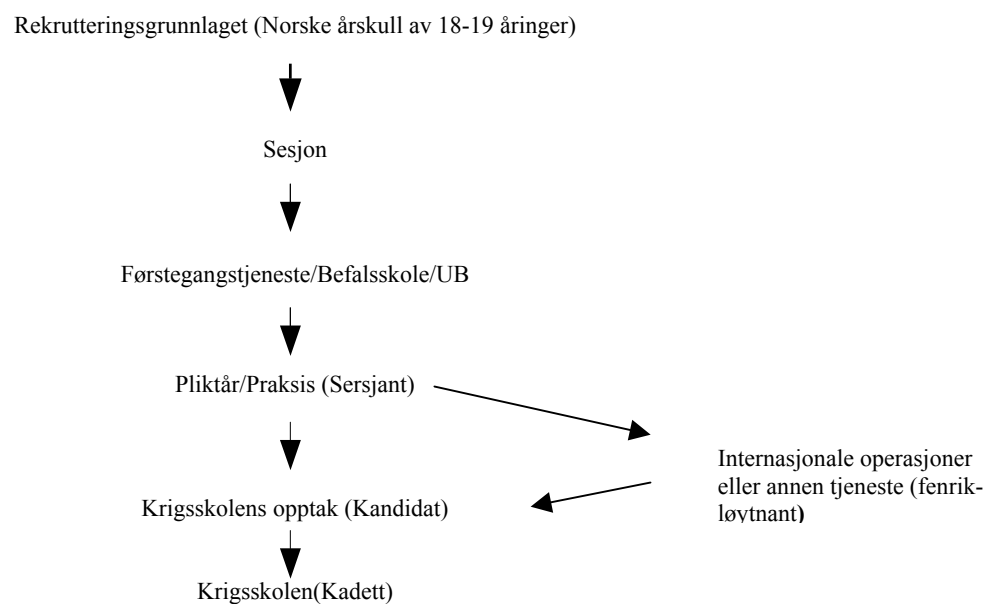 Rekrutteringsgrunnlaget (Norske årskull av 18-19 åringer)
Sesjon
Førstegangstjeneste/Befalsskole/UB
Pliktår/Praksis (Sersjant)
Internasjonale operasjoner
eller annen tjeneste (fenrik-
løytnant)
Krigsskolens opptak (Kandidat)
Krigsskolen(Kadett)